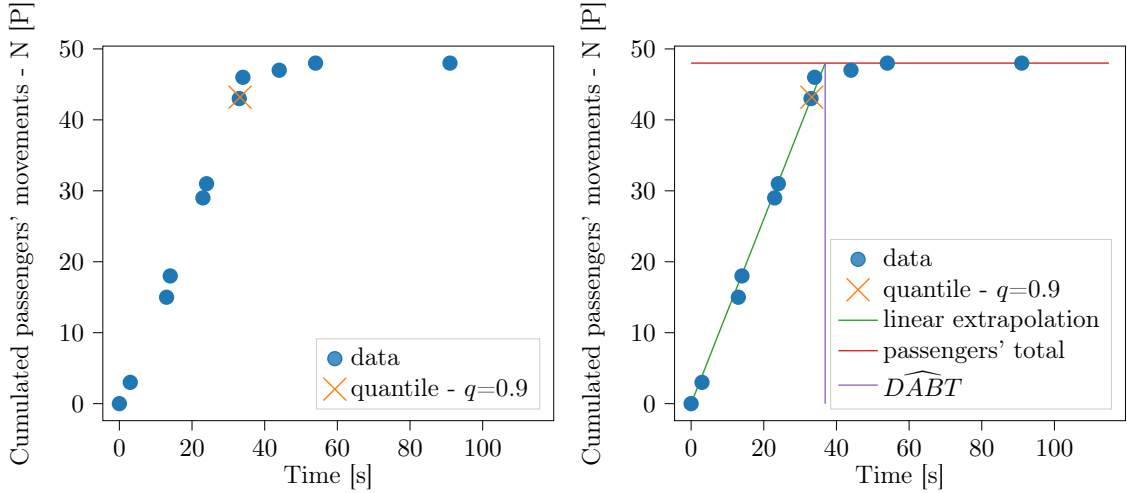 Cumulated passengers' movements - N [P]
50
40
30
20
10
0
data
quantile - q=0.9
0 20 40 60 80 100
Time [s]
Cumulated passengers' movements - N [P]
50
40
30
20
10
0
data
quantile - q=0.9
linear extrapolation
passengers' total
\widehat{DABT}
0 20 40 60 80 100
Time [s]